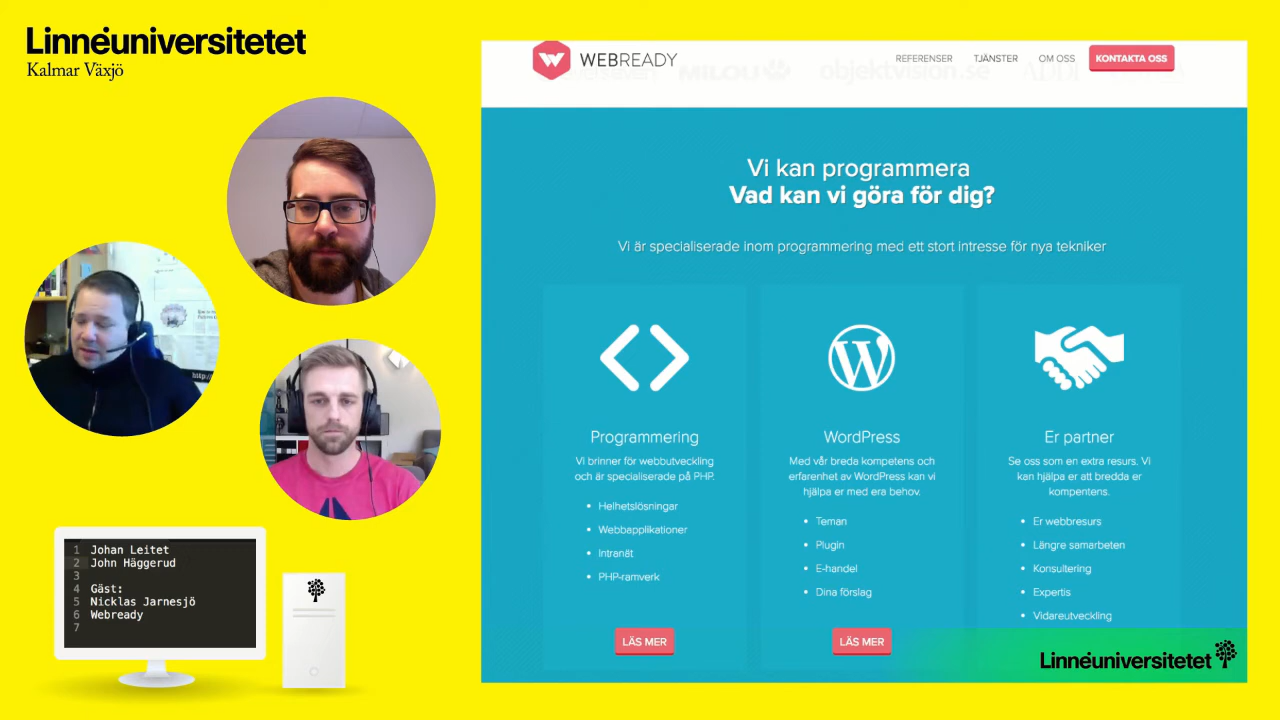 Linnéuniversitetet
Kalmar Växjö
WEBREADY
REFERENSER
TJÄNSTER
OM OSS
KONTAKTA OSS
MILOU
objektvision.se
Vi kan programmera
Vad kan vi göra för dig?
Vi är specialiserade inom programmering med ett stort intresse för nya tekniker
Programmering
Vi brinner för webbutveckling
och är specialiserade på PHP.
• Helhetslösningar
• Webbapplikationer
• Intranät
• PHP-ramverk
LÄS MER
WordPress
Med vår breda kompetens och
erfarenhet av WordPress kan vi
hjälpa er med era behov.
• Teman
• Plugin
• E-handel
• Dina förslag
LÄS MER
Er partner
Se oss som en extra resurs. Vi
kan hjälpa er att bredda er
kompentens.
• Er webbresurs
• Längre samarbeten
• Konsultering
• Expertis
• Vidareutveckling
Linnéuniversitetet
1 Johan Leitet
2 John Häggerud
3
4 Gäst:
5 Nicklas Jarnesjö
6 Webready
7